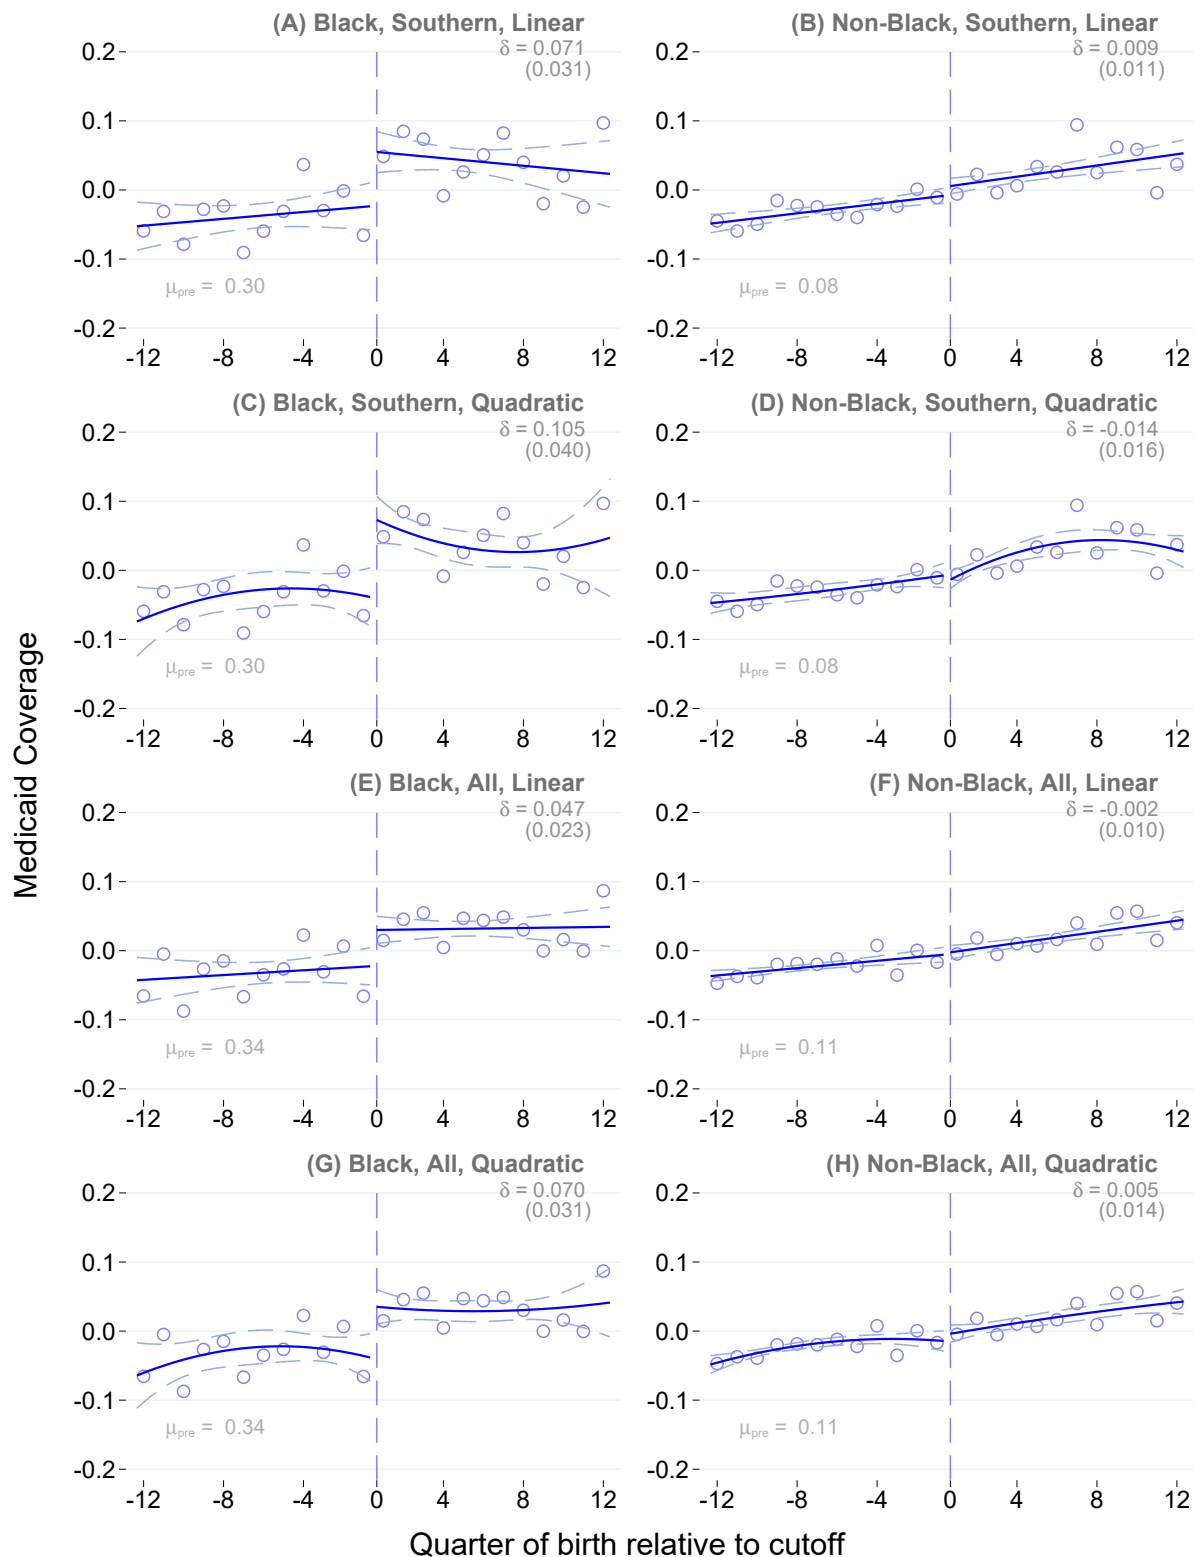 (A) Black, Southern, Linear
δ = 0.071
(0.031)
0.2
0.1
0.0
-0.1
-0.2
μpre = 0.30
-12 -8 -4 0 4 8 12
(B) Non-Black, Southern, Linear
δ = 0.009
(0.011)
0.2
0.1
0.0
-0.1
-0.2
μpre = 0.08
-12 -8 -4 0 4 8 12
(C) Black, Southern, Quadratic
δ = 0.105
(0.040)
0.2
0.1
0.0
-0.1
-0.2
μpre = 0.30
-12 -8 -4 0 4 8 12
(D) Non-Black, Southern, Quadratic
δ = -0.014
(0.016)
0.2
0.1
0.0
-0.1
-0.2
μpre = 0.08
-12 -8 -4 0 4 8 12
Medicaid Coverage
(E) Black, All, Linear
δ = 0.047
(0.023)
0.2
0.1
0.0
-0.1
-0.2
μpre = 0.34
-12 -8 -4 0 4 8 12
(F) Non-Black, All, Linear
δ = -0.002
(0.010)
0.2
0.1
0.0
-0.1
-0.2
μpre = 0.11
-12 -8 -4 0 4 8 12
(G) Black, All, Quadratic
δ = 0.070
(0.031)
0.2
0.1
0.0
-0.1
-0.2
μpre = 0.34
-12 -8 -4 0 4 8 12
(H) Non-Black, All, Quadratic
δ = 0.005
(0.014)
0.2
0.1
0.0
-0.1
-0.2
μpre = 0.11
-12 -8 -4 0 4 8 12
Quarter of birth relative to cutoff